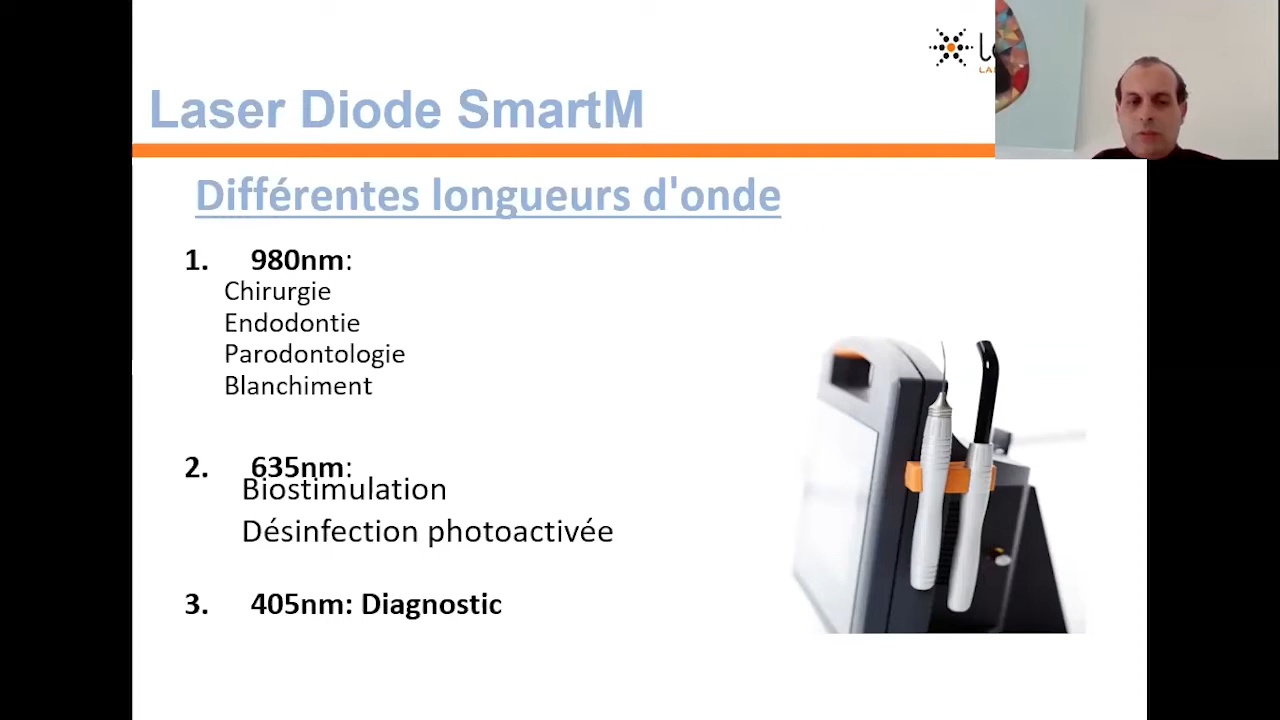 Laser Diode SmartM
Différentes longueurs d'onde
1. 980nm:
Chirurgie
Endodontie
Parodontologie
Blanchiment
2. 635nm:
Biostimulation
Désinfection photoactivée
3. 405nm: Diagnostic